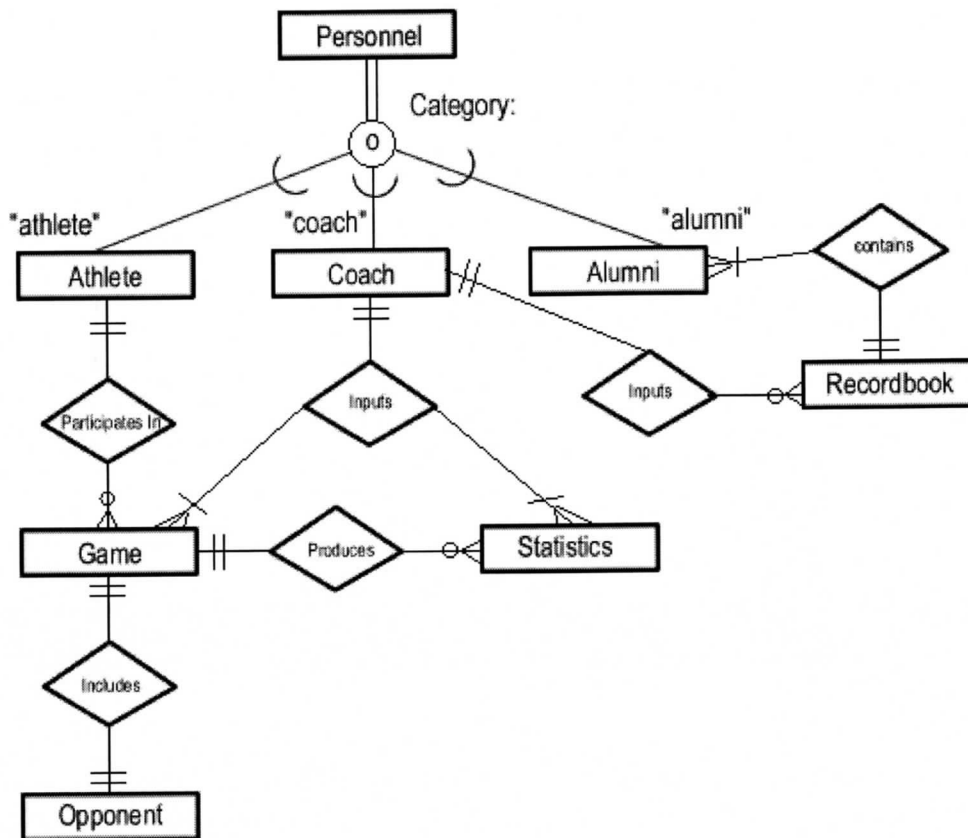 Personnel
Category:
o
"athlete"
"coach"
"alumni"
Athlete
Coach
Alumni
contains
Participates In
Inputs
Inputs
Recordbook
Game
Produces
Statistics
Includes
Opponent